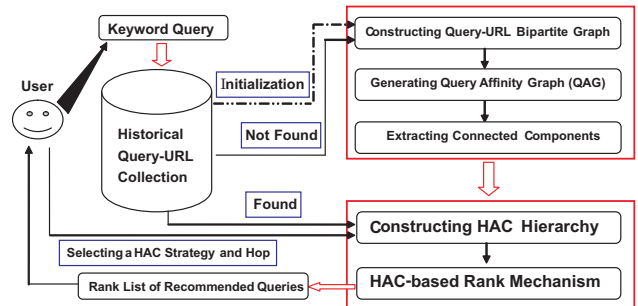 Keyword Query
User
Initialization
Not Found
Historical
Query-URL
Collection
Found
Selecting a HAC Strategy and Hop
Rank List of Recommended Queries
Constructing Query-URL Bipartite Graph
Generating Query Affinity Graph (QAG)
Extracting Connected Components
Constructing HAC Hierarchy
HAC-based Rank Mechanism